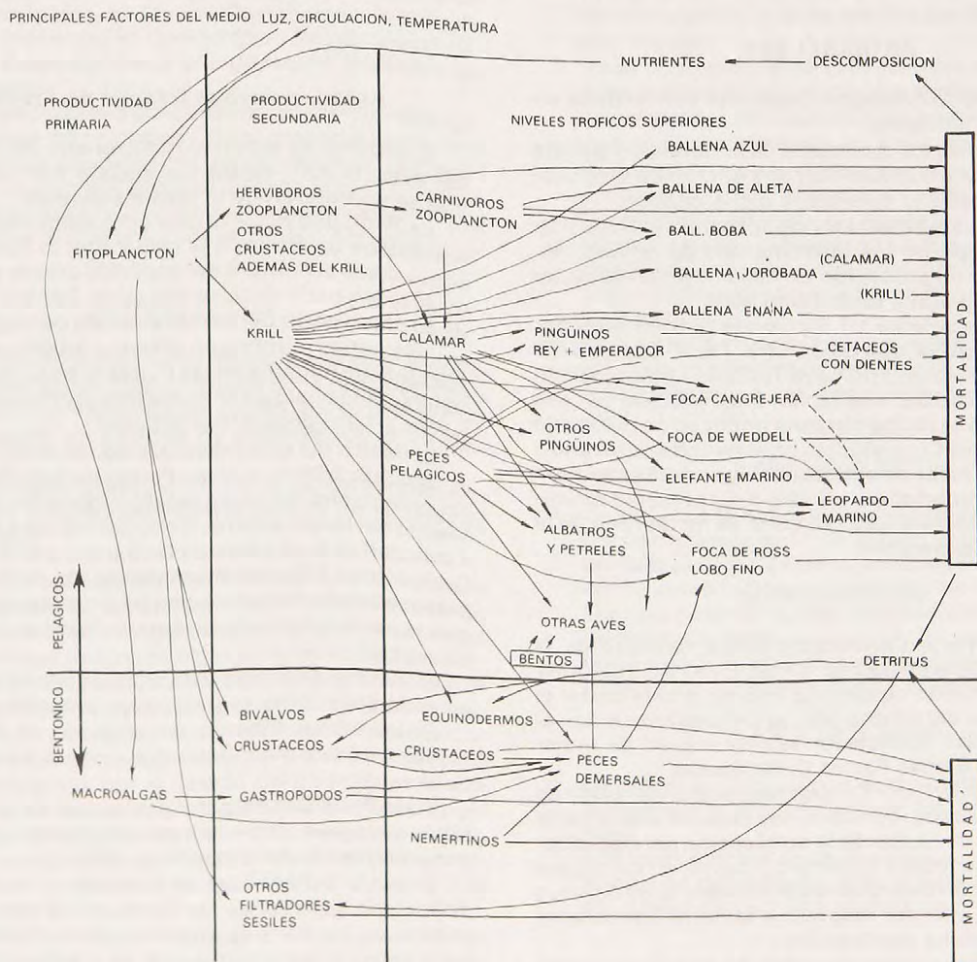 PRINCIPALES FACTORES DEL MEDIO LUZ, CIRCULACION, TEMPERATURA
NUTRIENTES
DESCOMPOSICION
PRODUCTIVIDAD
PRIMARIA
PRODUCTIVIDAD
SECUNDARIA
NIVELES TROFICOS SUPERIORES
BALLENA AZUL
HERVIBOROS
ZOOPLANCTON
OTROS
CRUSTACEOS
ADEMAS DEL KRILL
CARNIVOROS
ZOOPLANCTON
BALLENA DE ALETA
BALL. BOBA
FITOPLANCTON
(CALAMAR)
BALLENA JOROBADA
(KRILL)
BALLENA ENANA
KRILL
CALAMAR
PINGÜINOS
REY + EMPERADOR
CETACEOS
CON DIENTES
FOCA CANGREJERA
OTROS
PINGÜINOS
FOCA DE WEDDELL
PECES
PELAGICOS
ELEFANTE MARINO
LEOPARDO
MARINO
ALBATROS
Y PETRELES
FOCA DE ROSS
LOBO FINO
MORTALIDAD
PELAGICOS
OTRAS AVES
BENTOS
DETRITUS
BENTONICO
BIVALVOS
EQUINODERMOS
CRUSTACEOS
CRUSTACEOS
PECES
DEMERSALES
MACROALGAS
GASTROPODOS
NEMERTINOS
OTROS
FILTRADORES
SESILES
MORTALIDAD